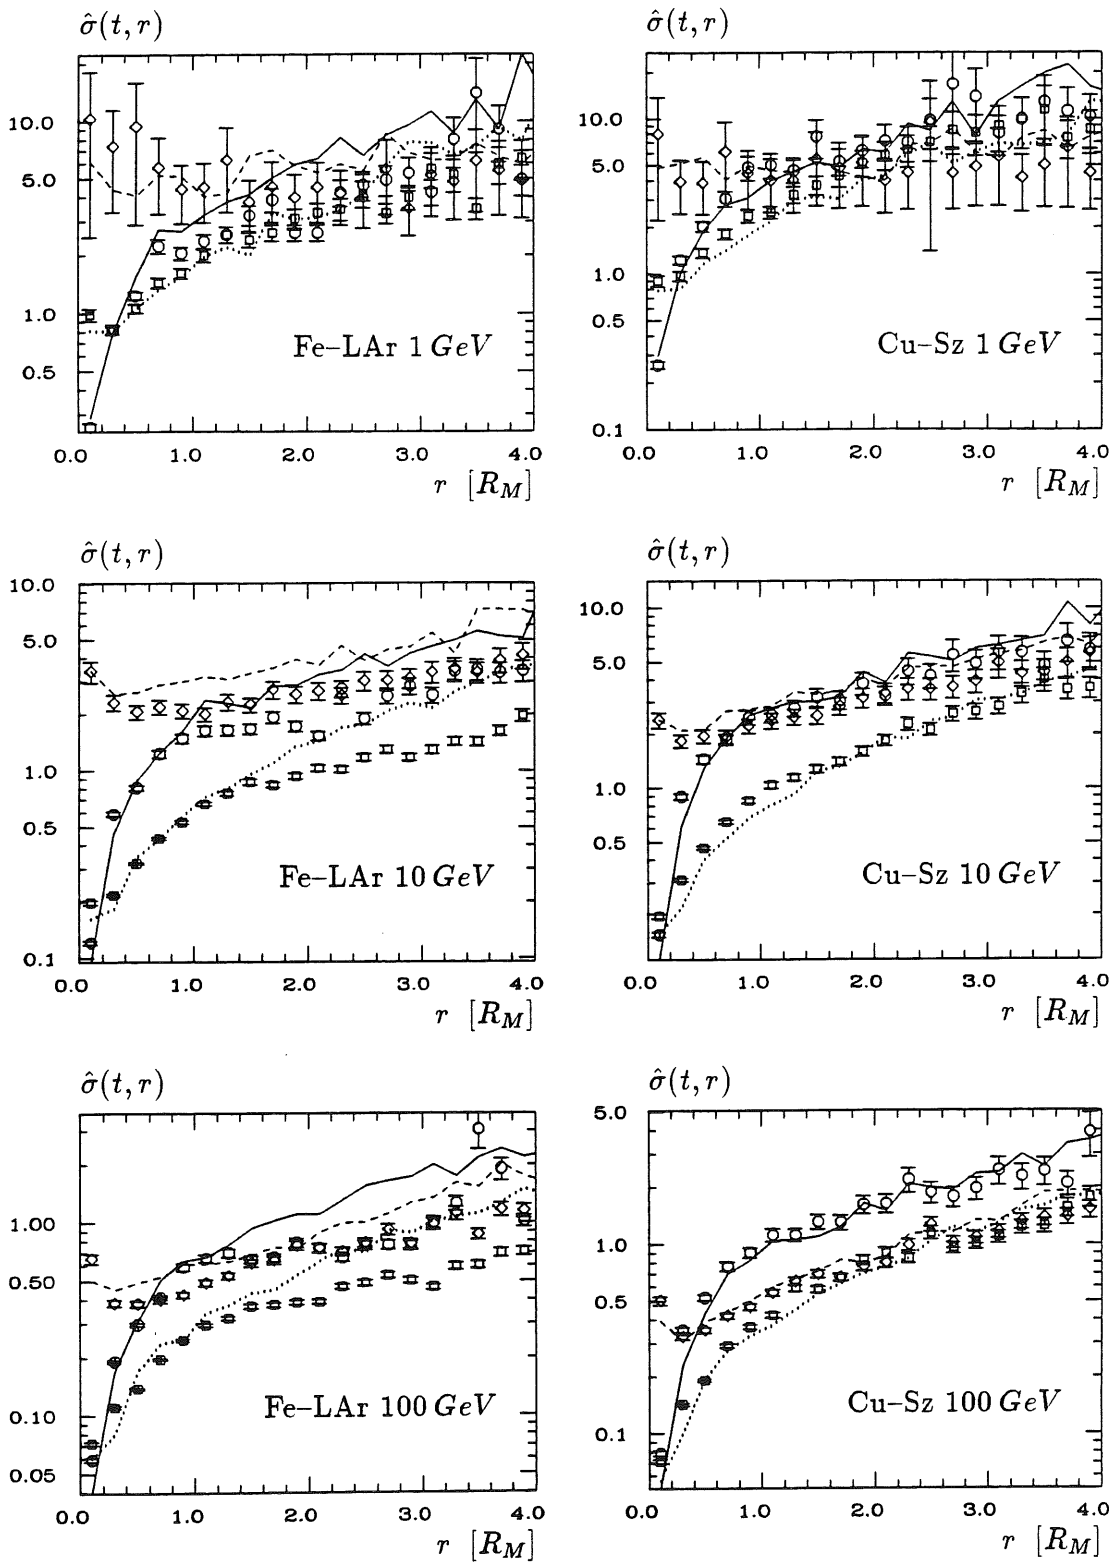 σ̂(t, r)
10.0
5.0
1.0
0.5
Fe–LAr 1 GeV
0.0 1.0 2.0 3.0 4.0
r [R_M]
σ̂(t, r)
10.0
5.0
1.0
0.5
0.1
Cu–Sz 1 GeV
0.0 1.0 2.0 3.0 4.0
r [R_M]
σ̂(t, r)
10.0
5.0
1.0
0.5
0.1
Fe–LAr 10 GeV
0.0 1.0 2.0 3.0 4.0
r [R_M]
σ̂(t, r)
10.0
5.0
1.0
0.5
Cu–Sz 10 GeV
0.0 1.0 2.0 3.0 4.0
r [R_M]
σ̂(t, r)
1.00
0.50
0.10
0.05
Fe–LAr 100 GeV
0.0 1.0 2.0 3.0 4.0
r [R_M]
σ̂(t, r)
5.0
1.0
0.5
0.1
Cu–Sz 100 GeV
0.0 1.0 2.0 3.0 4.0
r [R_M]